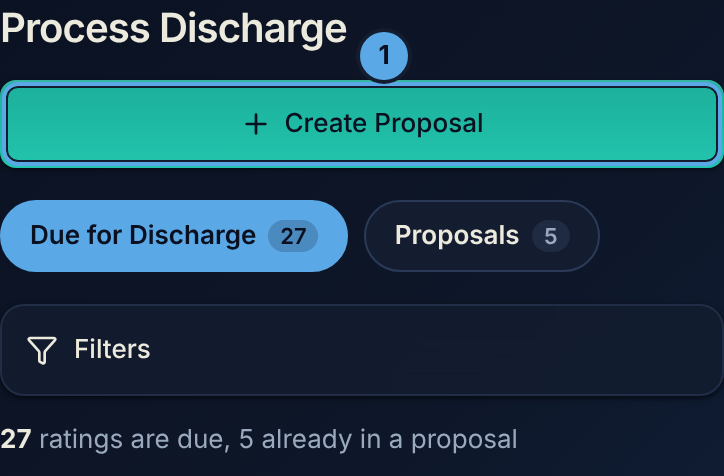 Process Discharge
1
Create Proposal
Due for Discharge 27
Proposals 5
Filters
27 ratings are due, 5 already in a proposal